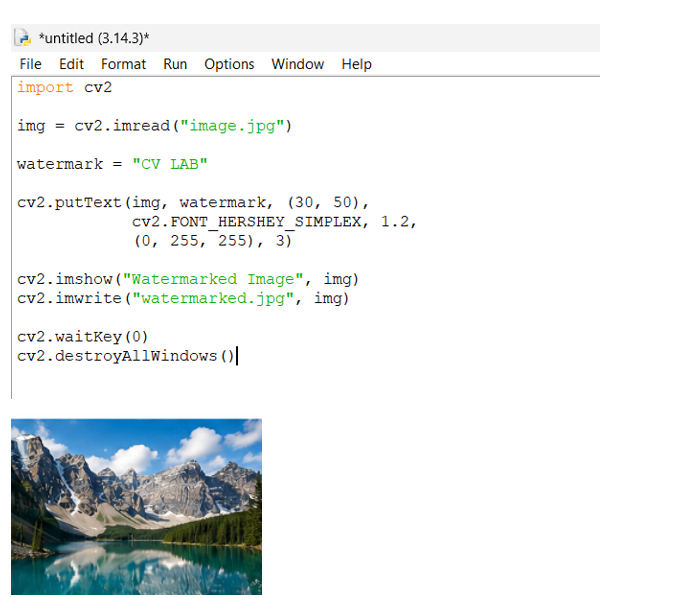 *untitled (3.14.3)*
File Edit Format Run Options Window Help
import cv2
img = cv2.imread("image.jpg")
watermark = "CV LAB"
cv2.putText(img, watermark, (30, 50),
            cv2.FONT_HERSHEY_SIMPLEX, 1.2,
            (0, 255, 255), 3)
cv2.imshow("Watermarked Image", img)
cv2.imwrite("watermarked.jpg", img)
cv2.waitKey(0)
cv2.destroyAllWindows()